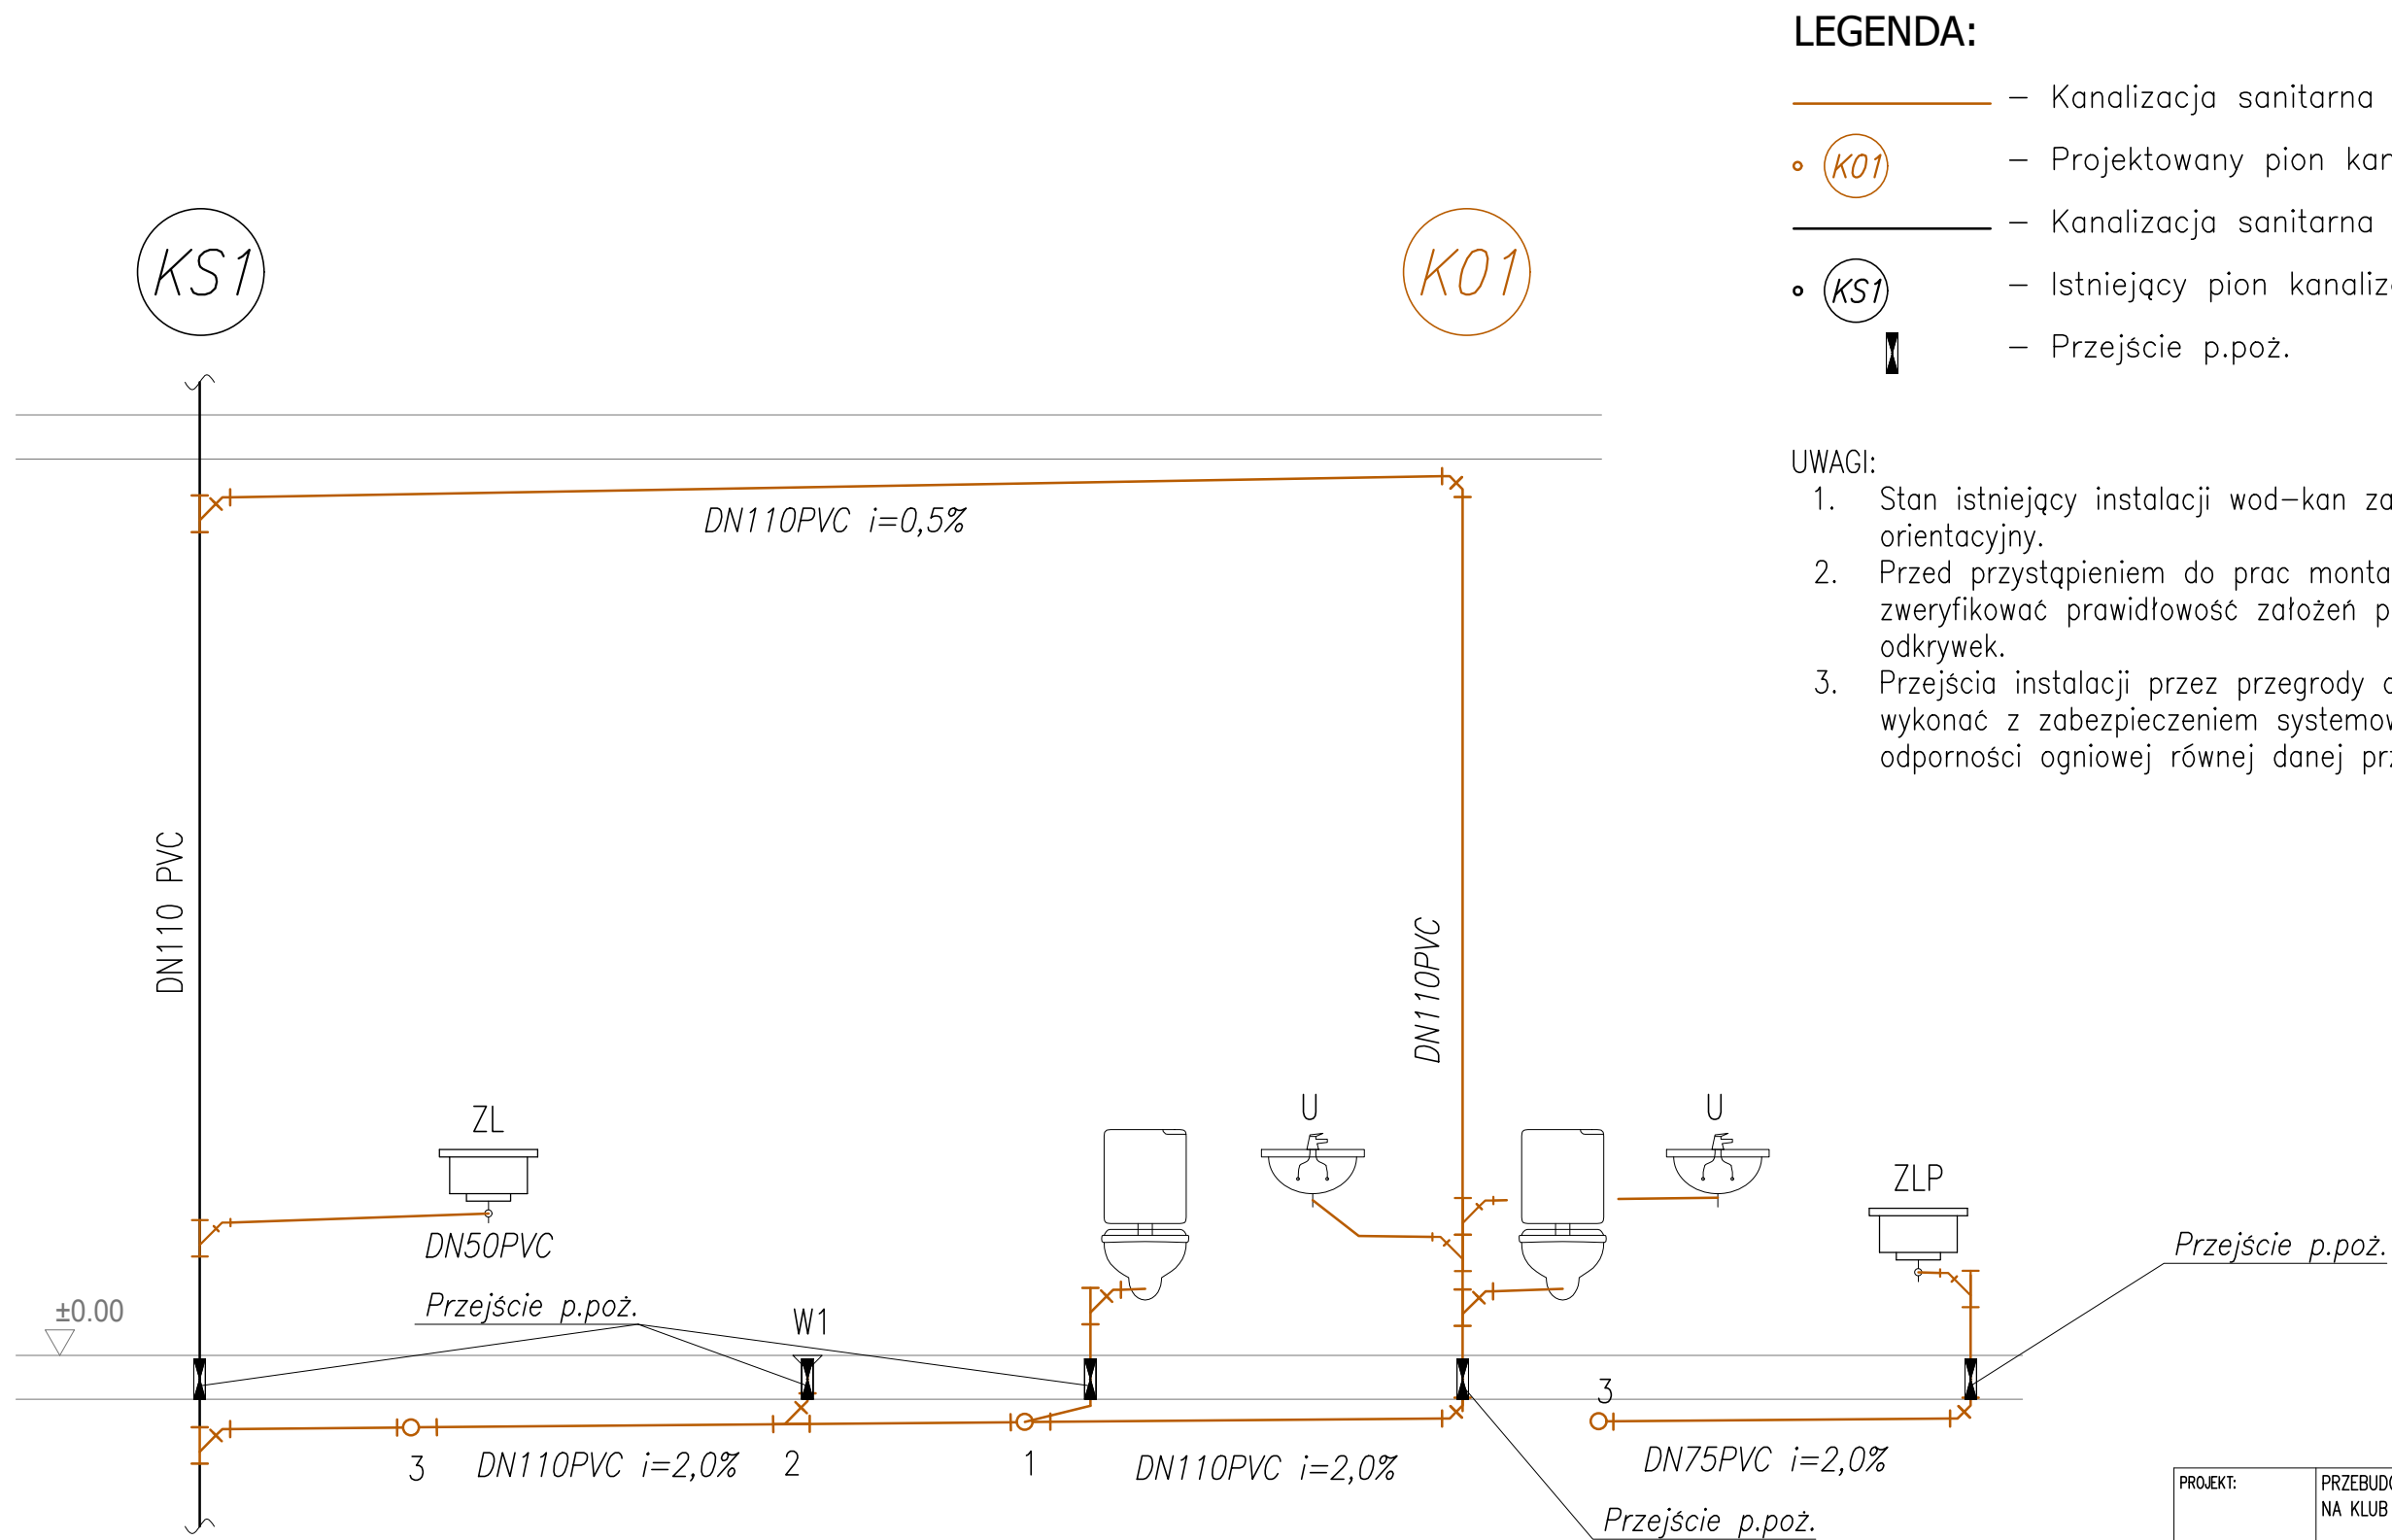 LEGENDA:
— Kanalizacja sanitarna
K01
— Projektowany pion
— Kanalizacja sanitarna
KS1
— Istniejący pion
— Przejście p.poż.
UWAGI:
1. Stan istniejący instalacji wod-kan
orientacyjny.
2. Przed przystąpieniem do prac
zweryfikować prawidłowość założeń
odkrywek.
3. Przejścia instalacji przez przegrody
wykonać z zabezpieczeniem
odporności ogniowej równej danej
KS1
K01
DN110PVC i=0,5%
DN110 PVC
DN110PVC
ZL
U
U
ZLP
DN50PVC
Przejście p.poż.
Przejście p.poż.
±0.00
W1
3
3
DN110PVC i=2,0%
2
1
DN110PVC i=2,0%
DN75PVC i=2,0%
Przejście p.poż.
PROJEKT:
NA KLUB